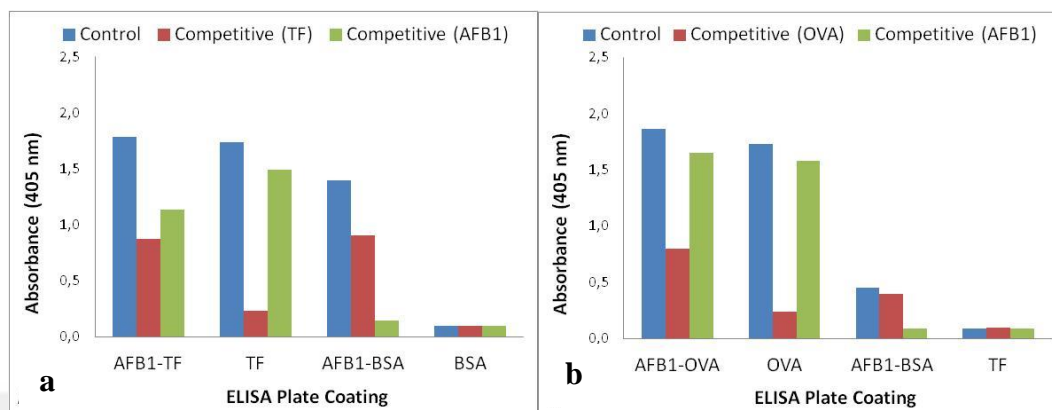 Control Competitive (TF) Competitive (AFB1)
2,5
2,0
1,5
1,0
0,5
0,0
Absorbance (405 nm)
AFB1-TF TF AFB1-BSA BSA
ELISA Plate Coating
a
Control Competitive (OVA) Competitive (AFB1)
2,5
2,0
1,5
1,0
0,5
0,0
Absorbance (405 nm)
AFB1-OVA OVA AFB1-BSA TF
ELISA Plate Coating
b